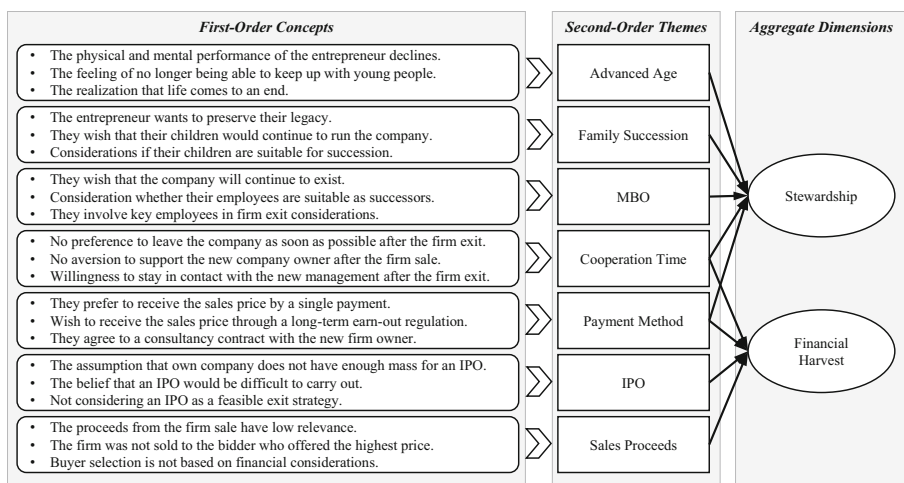 First-Order Concepts
Second-Order Themes
Aggregate Dimensions
• The physical and mental performance of the entrepreneur declines.
• The feeling of no longer being able to keep up with young people.
• The realization that life comes to an end.
Advanced Age
• The entrepreneur wants to preserve their legacy.
• They wish that their children would continue to run the company.
• Considerations if their children are suitable for succession.
Family Succession
• They wish that the company will continue to exist.
• Consideration whether their employees are suitable as successors.
• They involve key employees in firm exit considerations.
MBO
Stewardship
• No preference to leave the company as soon as possible after the firm exit.
• No aversion to support the new company owner after the firm sale.
• Willingness to stay in contact with the new management after the firm exit.
Cooperation Time
• They prefer to receive the sales price by a single payment.
• Wish to receive the sales price through a long-term earn-out regulation.
• They agree to a consultancy contract with the new firm owner.
Payment Method
Financial
Harvest
• The assumption that own company does not have enough mass for an IPO.
• The belief that an IPO would be difficult to carry out.
• Not considering an IPO as a feasible exit strategy.
IPO
• The proceeds from the firm sale have low relevance.
• The firm was not sold to the bidder who offered the highest price.
• Buyer selection is not based on financial considerations.
Sales Proceeds